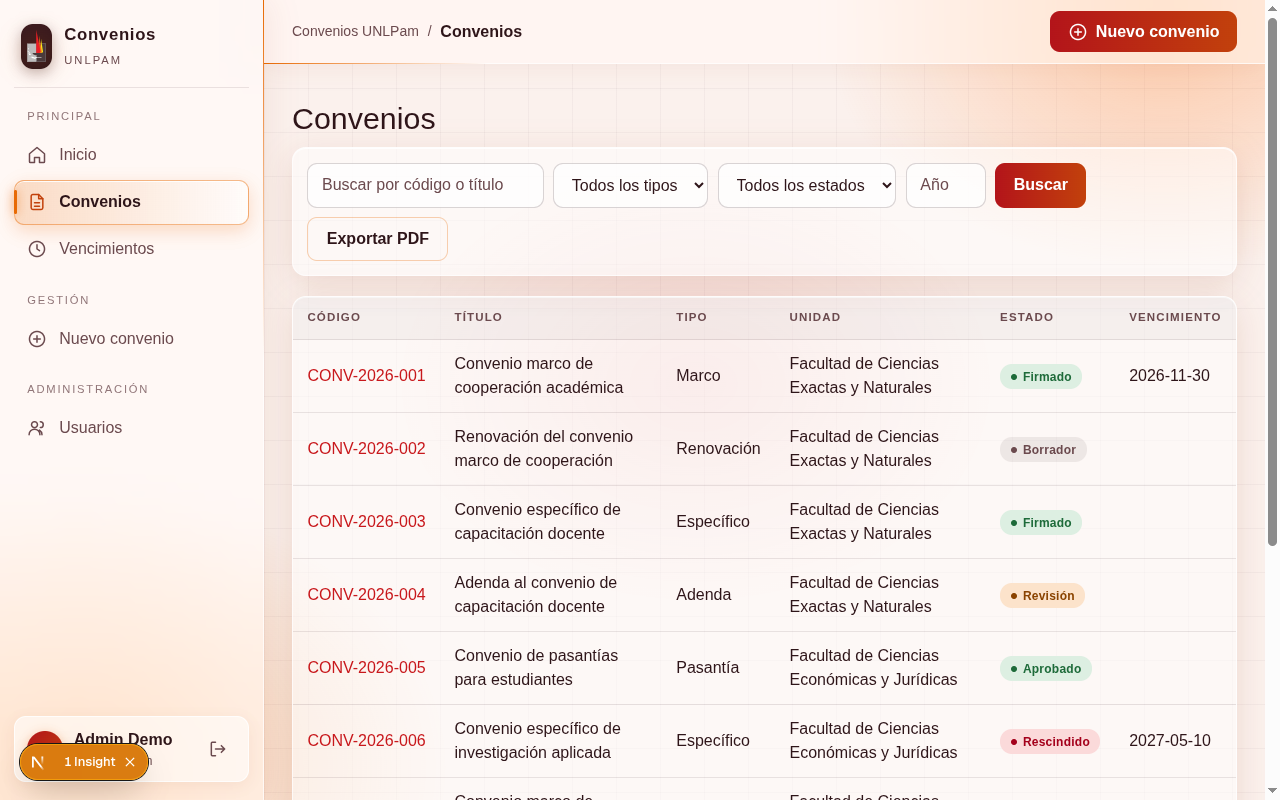 Convenios
UNLPAM
PRINCIPAL
Inicio
Convenios
Vencimientos
GESTIÓN
Nuevo convenio
ADMINISTRACIÓN
Usuarios
Admin Demo
1 Insight
Convenios UNLPam / Convenios
Nuevo convenio
Convenios
Buscar por código o título
Todos los tipos
Todos los estados
Año
Buscar
Exportar PDF
CÓDIGO TÍTULO TIPO UNIDAD ESTADO VENCIMIENTO
CONV-2026-001 Convenio marco de cooperación académica Marco Facultad de Ciencias Exactas y Naturales Firmado 2026-11-30
CONV-2026-002 Renovación del convenio marco de cooperación Renovación Facultad de Ciencias Exactas y Naturales Borrador
CONV-2026-003 Convenio específico de capacitación docente Específico Facultad de Ciencias Exactas y Naturales Firmado
CONV-2026-004 Adenda al convenio de capacitación docente Adenda Facultad de Ciencias Exactas y Naturales Revisión
CONV-2026-005 Convenio de pasantías para estudiantes Pasantía Facultad de Ciencias Económicas y Jurídicas Aprobado
CONV-2026-006 Convenio específico de investigación aplicada Específico Facultad de Ciencias Económicas y Jurídicas Rescindido 2027-05-10
Convenio marco de Facultad de Ciencias